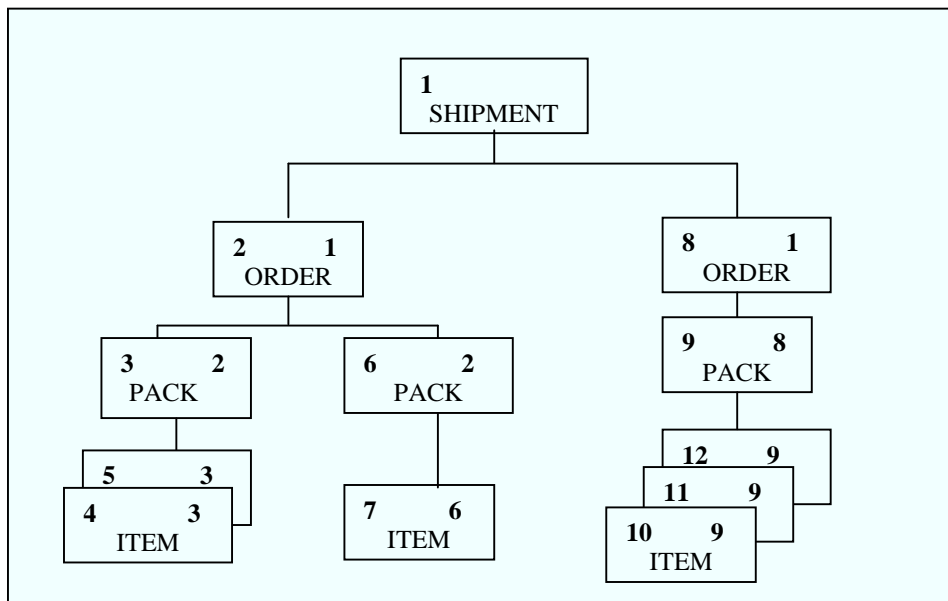 1
SHIPMENT
2 1
ORDER
8 1
ORDER
3 2
PACK
6 2
PACK
9 8
PACK
5 3
4 3
ITEM
7 6
ITEM
12 9
11 9
10 9
ITEM